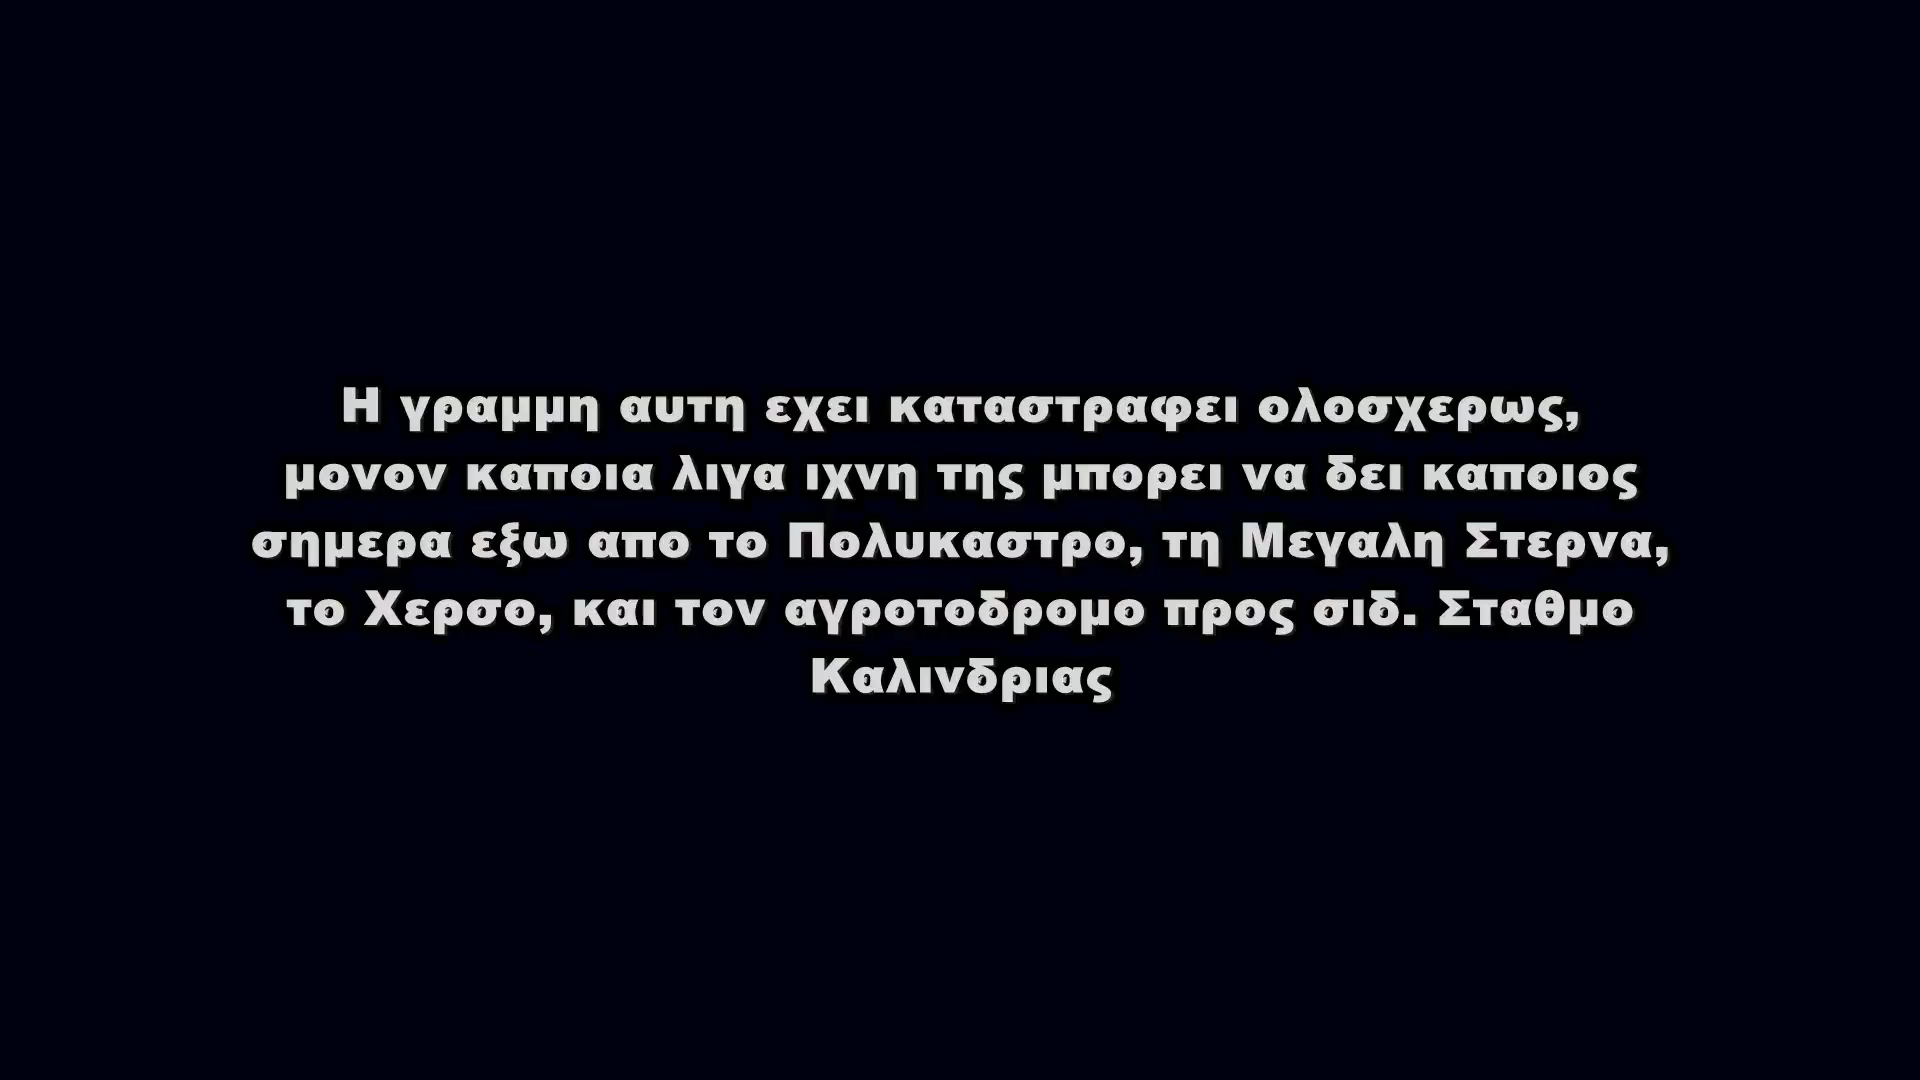 Η γραμμη αυτη εχει καταστραφει ολοσχερως,
μονον καποια λιγα ιχνη της μπορει να δει καποιος
σημερα εξω απο το Πολυκαστρο, τη Μεγαλη Στερνα,
το Χερσο, και τον αγροτοδρομο προς σιδ. Σταθμο
Καλινδριας